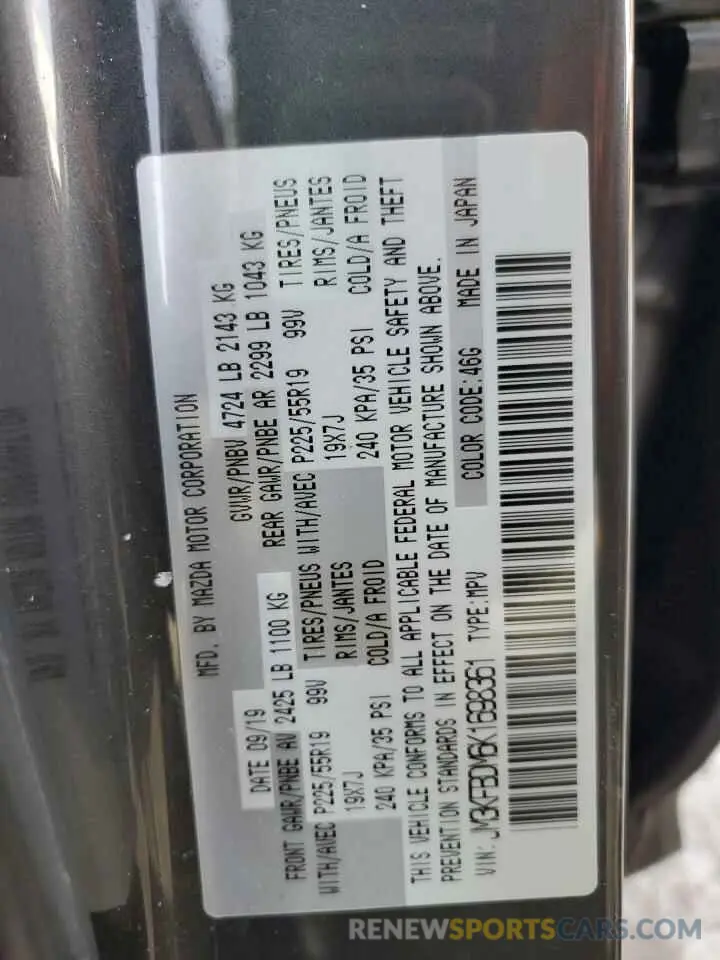 MFD. BY MAZDA MOTOR CORPORATION
DATE 09/19 GVWR/PNBV 4724 LB 2143 KG
FRONT GAWR/PNBE AV 2425 LB 1100 KG REAR GAWR/PNBE AR 2299 LB 1043 KG
WITH/AVEC P225/55R19 99V TIRES/PNEUS WITH/AVEC P225/55R19 99V TIRES/PNEUS
19X7J RIMS/JANTES 19X7J RIMS/JANTES
240 KPA/35 PSI COLD/A FROID 240 KPA/35 PSI COLD/A FROID
THIS VEHICLE CONFORMS TO ALL APPLICABLE FEDERAL MOTOR VEHICLE SAFETY AND THEFT
PREVENTION STANDARDS IN EFFECT ON THE DATE OF MANUFACTURE SHOWN ABOVE.
VIN: JM3KFBDM6K1698361 TYPE:MPV COLOR CODE:46G MADE IN JAPAN
RENEWSPORTCARS.COM